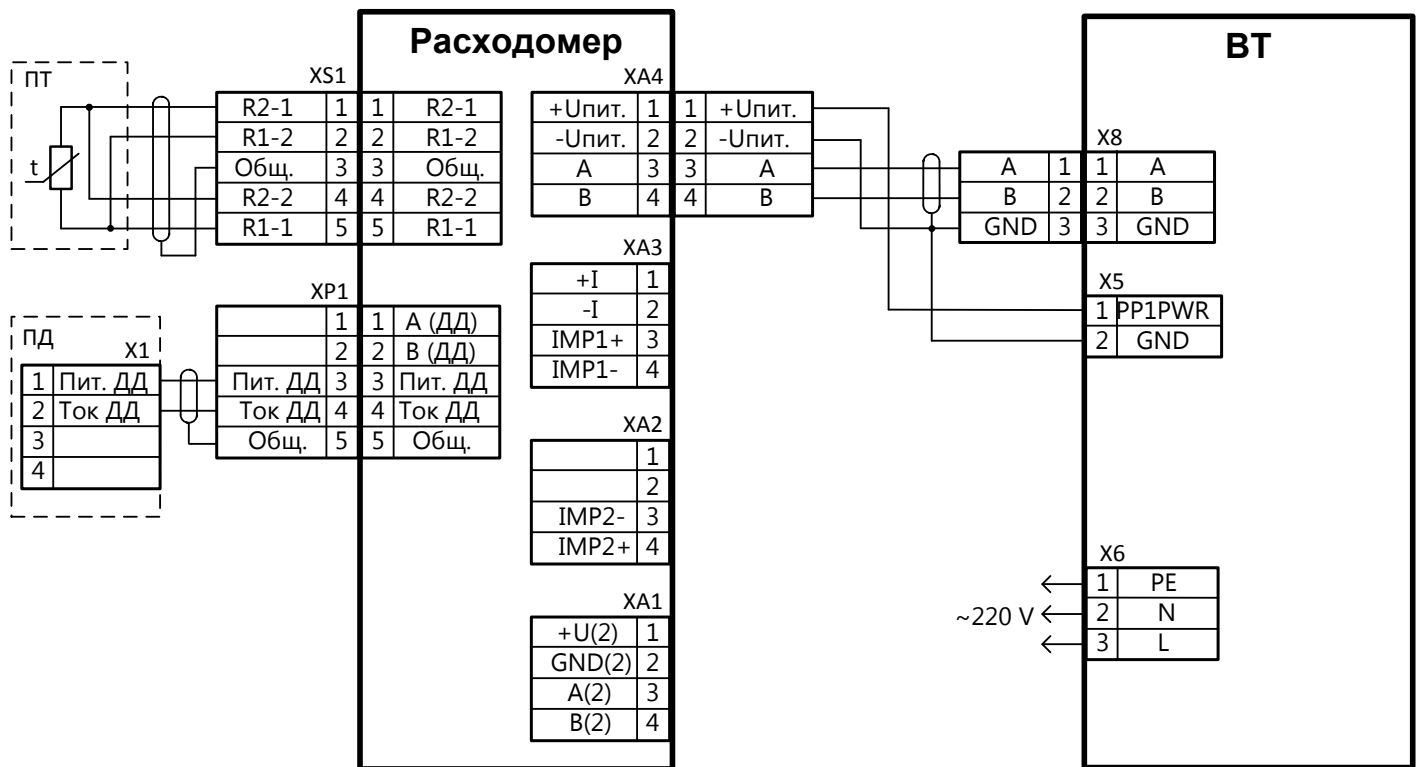 Расходомер
ВТ
ПТ
t
XS1
R2-1 1 1 R2-1
R1-2 2 2 R1-2
Общ. 3 3 Общ.
R2-2 4 4 R2-2
R1-1 5 5 R1-1
XA4
+Uпит. 1 1 +Uпит.
-Uпит. 2 2 -Uпит.
A 3 3 A
B 4 4 B
X8
A 1 1 A
B 2 2 B
GND 3 3 GND
XA3
+I 1
-I 2
IMP1+ 3
IMP1- 4
X5
1 PP1PWR
2 GND
XP1
1 1 А (ДД)
2 2 В (ДД)
Пит. ДД 3 3 Пит. ДД
Ток ДД 4 4 Ток ДД
Общ. 5 5 Общ.
ПД
X1
1 Пит. ДД
2 Ток ДД
3
4
XA2
1
2
IMP2- 3
IMP2+ 4
X6
~220 V
1 PE
2 N
3 L
XA1
+U(2) 1
GND(2) 2
A(2) 3
B(2) 4